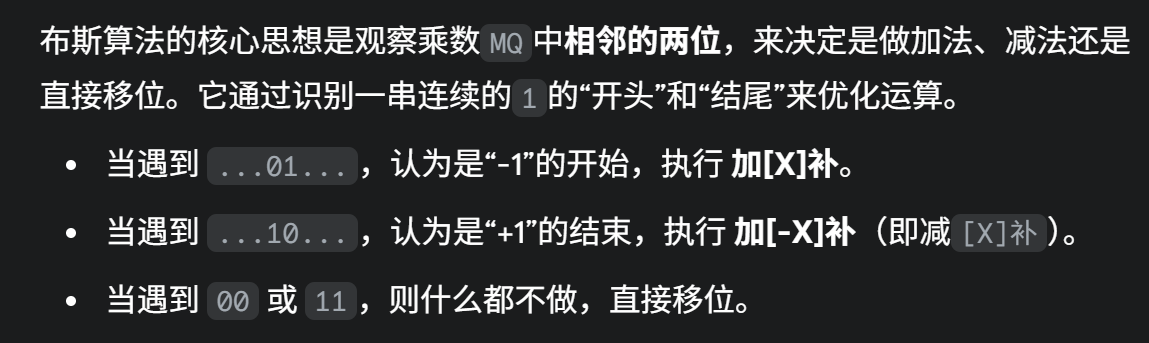 布斯算法的核心思想是观察乘数 MQ 中相邻的两位，来决定是做加法、减法还是
直接移位。它通过识别一串连续的 1 的“开头”和“结尾”来优化运算。
• 当遇到 ...01... ，认为是“-1”的开始，执行 加[X]补。
• 当遇到 ...10... ，认为是“+1”的结束，执行 加[-X]补（即减 [X]补 ）。
• 当遇到 00 或 11 ，则什么都不做，直接移位。